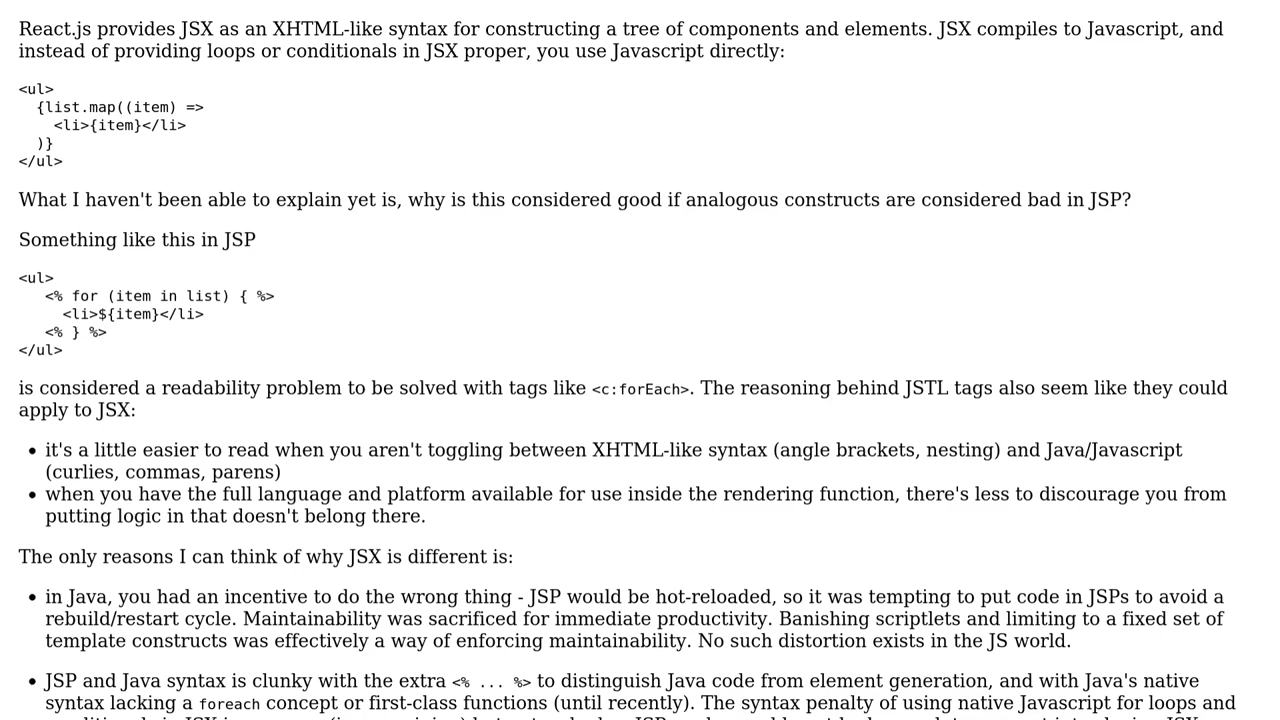 React.js provides JSX as an XHTML-like syntax for constructing a tree of components and elements. JSX compiles to Javascript, and
instead of providing loops or conditionals in JSX proper, you use Javascript directly:
<ul>
  {list.map((item) =>
    <li>{item}</li>
  )}
</ul>
What I haven't been able to explain yet is, why is this considered good if analogous constructs are considered bad in JSP?
Something like this in JSP
<ul>
   <% for (item in list) { %>
     <li>${item}</li>
   <% } %>
</ul>
is considered a readability problem to be solved with tags like <c:forEach>. The reasoning behind JSTL tags also seem like they could
apply to JSX:
• it's a little easier to read when you aren't toggling between XHTML-like syntax (angle brackets, nesting) and Java/Javascript
(curlies, commas, parens)
• when you have the full language and platform available for use inside the rendering function, there's less to discourage you from
putting logic in that doesn't belong there.
The only reasons I can think of why JSX is different is:
• in Java, you had an incentive to do the wrong thing - JSP would be hot-reloaded, so it was tempting to put code in JSPs to avoid a
rebuild/restart cycle. Maintainability was sacrificed for immediate productivity. Banishing scriptlets and limiting to a fixed set of
template constructs was effectively a way of enforcing maintainability. No such distortion exists in the JS world.
• JSP and Java syntax is clunky with the extra <% ... %> to distinguish Java code from element generation, and with Java's native
syntax lacking a foreach concept or first-class functions (until recently). The syntax penalty of using native Javascript for loops and